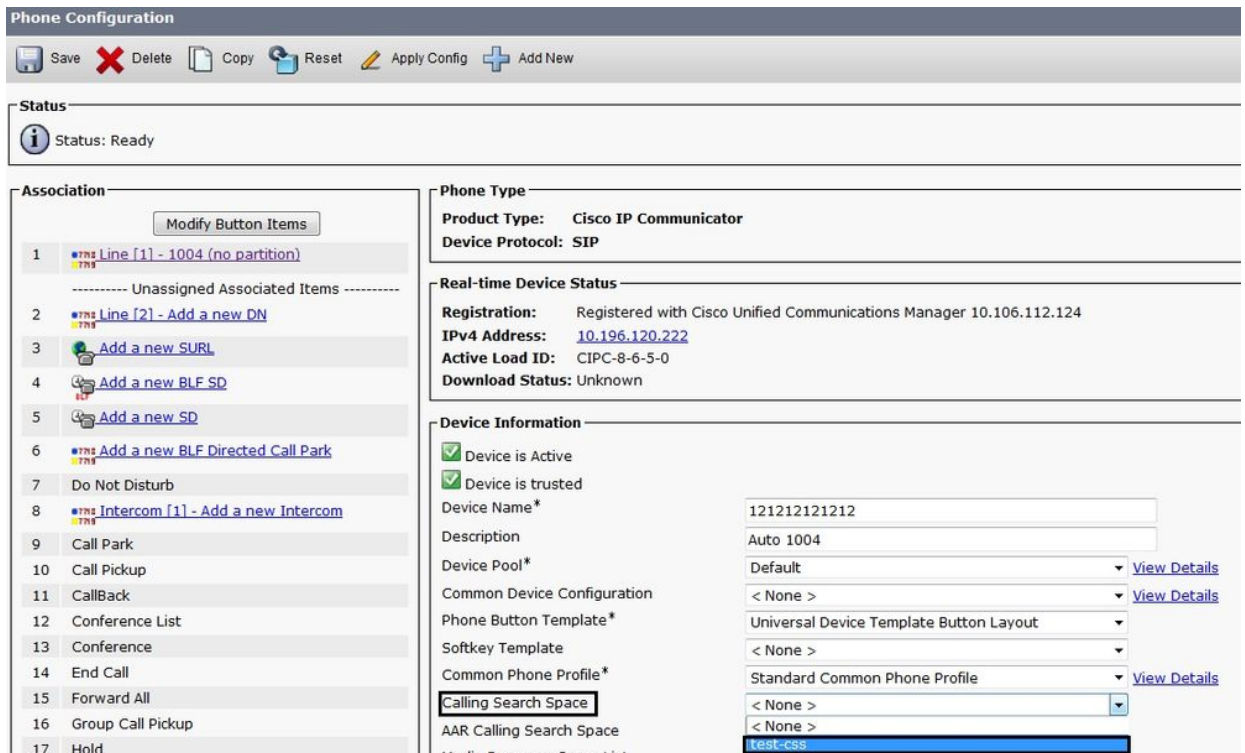 Phone Configuration
Save Delete Copy Reset Apply Config Add New
Status
Status: Ready
Association
Modify Button Items
1 Line [1] - 1004 (no partition)
---------- Unassigned Associated Items ----------
2 Line [2] - Add a new DN
3 Add a new SURL
4 Add a new BLF SD
5 Add a new SD
6 Add a new BLF Directed Call Park
7 Do Not Disturb
8 Intercom [1] - Add a new Intercom
9 Call Park
10 Call Pickup
11 CallBack
12 Conference List
13 Conference
14 End Call
15 Forward All
16 Group Call Pickup
17 Hold
Phone Type
Product Type: Cisco IP Communicator
Device Protocol: SIP
Real-time Device Status
Registration: Registered with Cisco Unified Communications Manager 10.106.112.124
IPv4 Address: 10.196.120.222
Active Load ID: CIPC-8-6-5-0
Download Status: Unknown
Device Information
Device is Active
Device is trusted
Device Name* 121212121212
Description Auto 1004
Device Pool* Default View Details
Common Device Configuration < None > View Details
Phone Button Template* Universal Device Template Button Layout
Softkey Template < None >
Common Phone Profile* Standard Common Phone Profile View Details
Calling Search Space < None >
< None >
AAR Calling Search Space
test-css